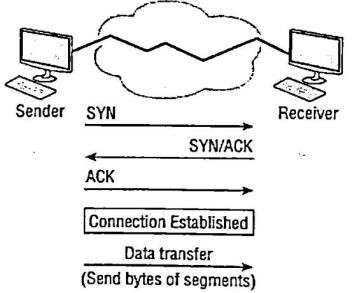 Sender
Receiver
SYN
SYN/ACK
ACK
Connection Established
Data transfer
(Send bytes of segments)